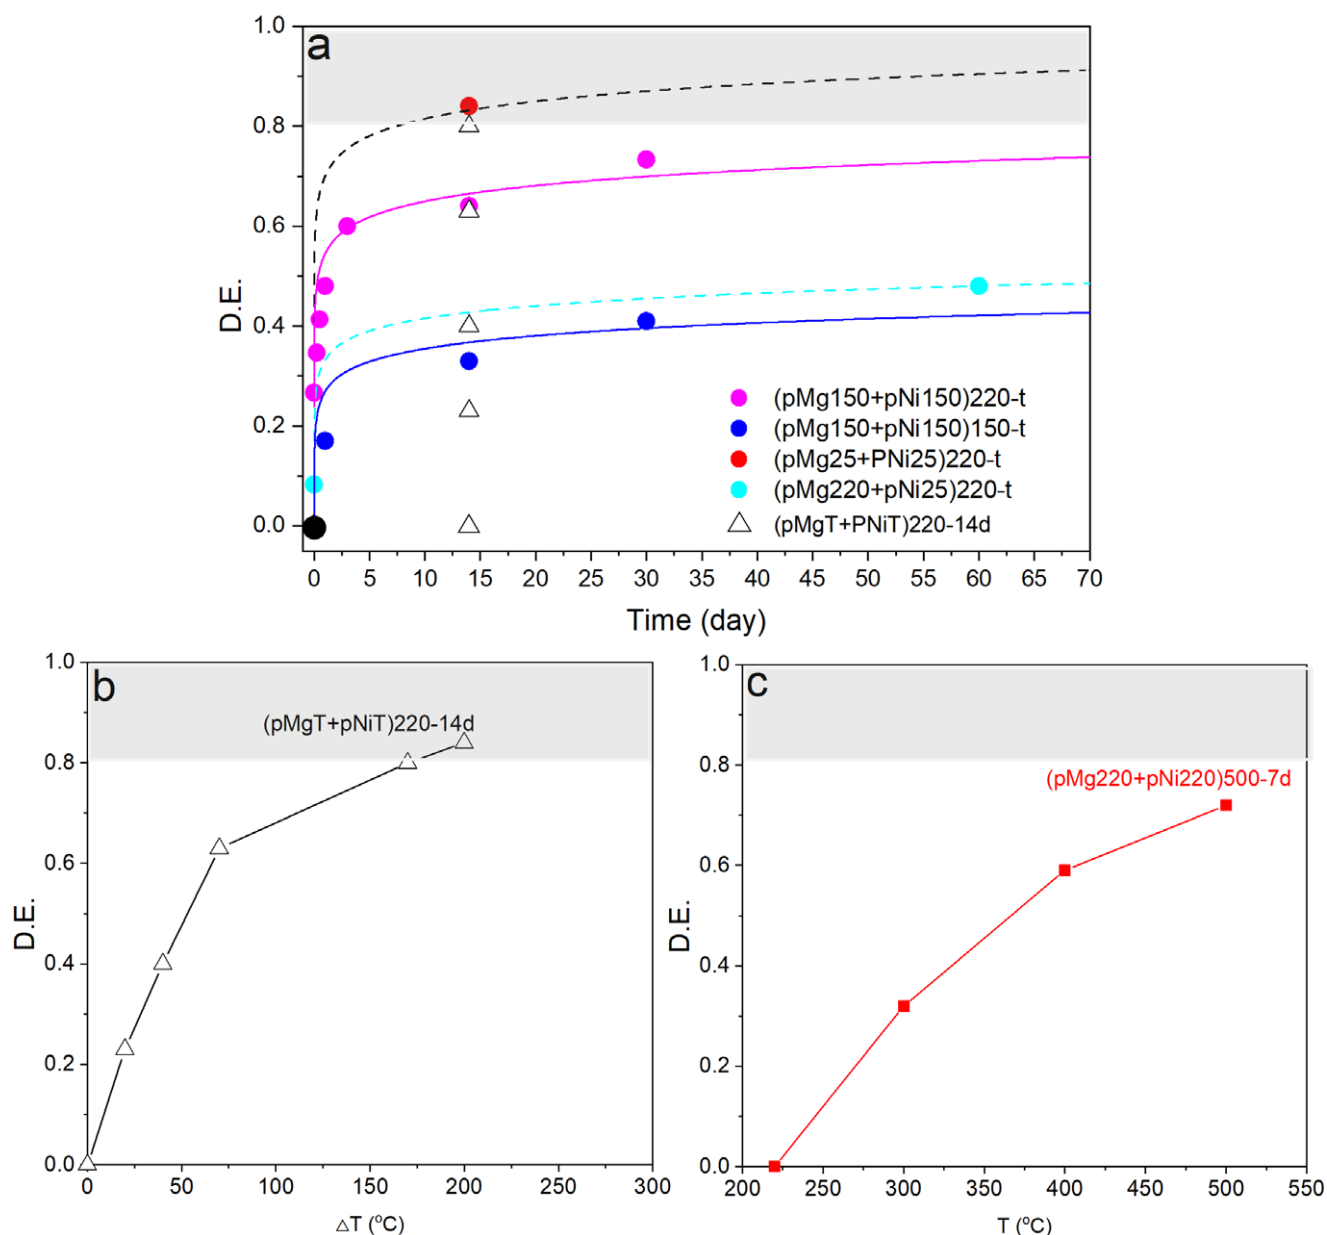 a
1.0
0.8
0.6
0.4
0.2
0.0
D.E.
(pMg150+pNi150)220-t
(pMg150+pNi150)150-t
(pMg25+PNi25)220-t
(pMg220+pNi25)220-t
(pMgT+PNiT)220-14d
0 5 10 15 20 25 30 35 40 45 50 55 60 65 70
Time (day)
b
1.0
0.8
0.6
0.4
0.2
0.0
D.E.
(pMgT+pNiT)220-14d
0 50 100 150 200 250 300
△T (°C)
c
1.0
0.8
0.6
0.4
0.2
0.0
D.E.
(pMg220+pNi220)500-7d
200 250 300 350 400 450 500 550
T (°C)